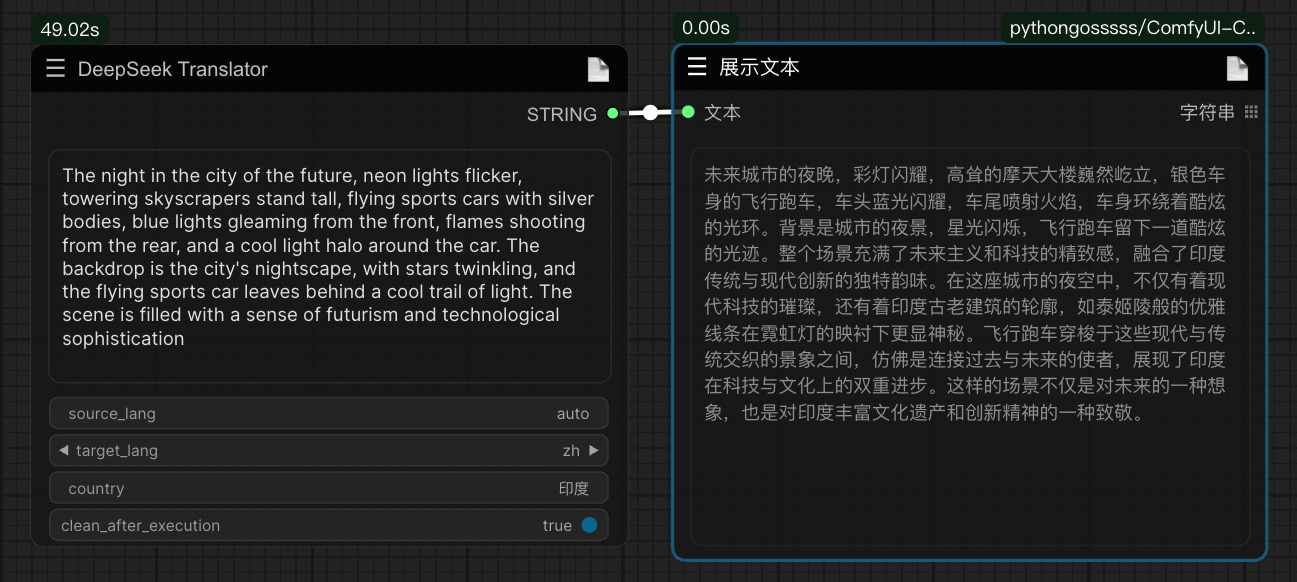 49.02s
DeepSeek Translator
STRING
The night in the city of the future, neon lights flicker,
towering skyscrapers stand tall, flying sports cars with silver
bodies, blue lights gleaming from the front, flames shooting
from the rear, and a cool light halo around the car. The
backdrop is the city's nightscape, with stars twinkling, and
the flying sports car leaves behind a cool trail of light. The
scene is filled with a sense of futurism and technological
sophistication
source_lang auto
target_lang zh
country 印度
clean_after_execution true
0.00s pythongosssss/ComfyUI-C..
展示文本
文本 字符串
未来城市的夜晚，彩灯闪耀，高耸的摩天大楼巍然屹立，银色车
身的飞行跑车，车头蓝光闪耀，车尾喷射火焰，车身环绕着酷炫
的光环。背景是城市的夜景，星光闪烁，飞行跑车留下一道酷炫
的光迹。整个场景充满了未来主义和科技的精致感，融合了印度
传统与现代创新的独特韵味。在这座城市的夜空中，不仅有着现
代科技的璀璨，还有着印度古老建筑的轮廓，如泰姬陵般的优雅
线条在霓虹灯的映衬下更显神秘。飞行跑车穿梭于这些现代与传
统交织的景象之间，仿佛是连接过去与未来的使者，展现了印度
在科技与文化上的双重进步。这样的场景不仅是对未来的一种想
象，也是对印度丰富文化遗产和创新精神的一种致敬。